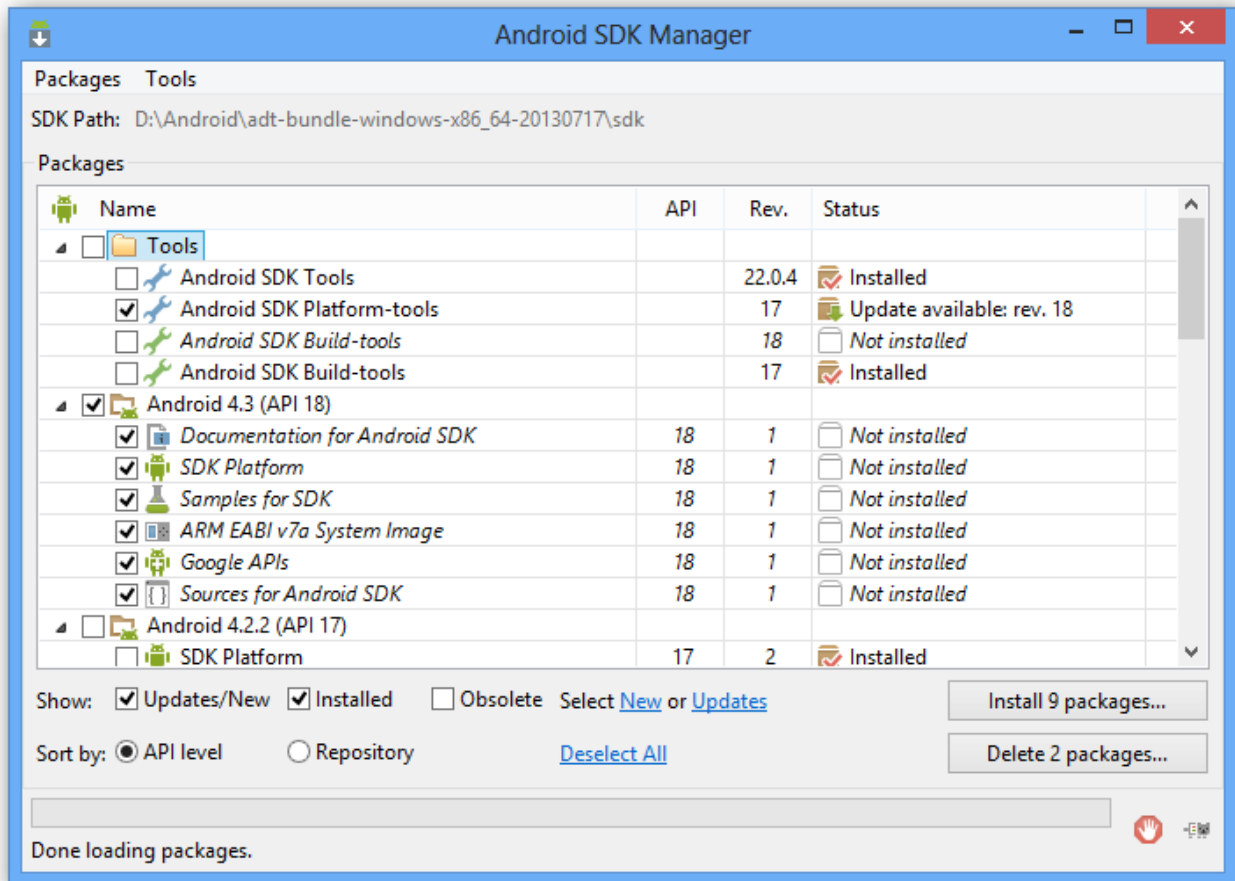 Android SDK Manager
Packages Tools
SDK Path: D:\Android\adt-bundle-windows-x86_64-20130717\sdk
Packages
Name API Rev. Status
Tools
Android SDK Tools 22.0.4 Installed
Android SDK Platform-tools 17 Update available: rev. 18
Android SDK Build-tools 18 Not installed
Android SDK Build-tools 17 Installed
Android 4.3 (API 18)
Documentation for Android SDK 18 1 Not installed
SDK Platform 18 1 Not installed
Samples for SDK 18 1 Not installed
ARM EABI v7a System Image 18 1 Not installed
Google APIs 18 1 Not installed
Sources for Android SDK 18 1 Not installed
Android 4.2.2 (API 17)
SDK Platform 17 2 Installed
Show: Updates/New Installed Obsolete Select New or Updates Install 9 packages...
Sort by: API level Repository Deselect All Delete 2 packages...
Done loading packages.